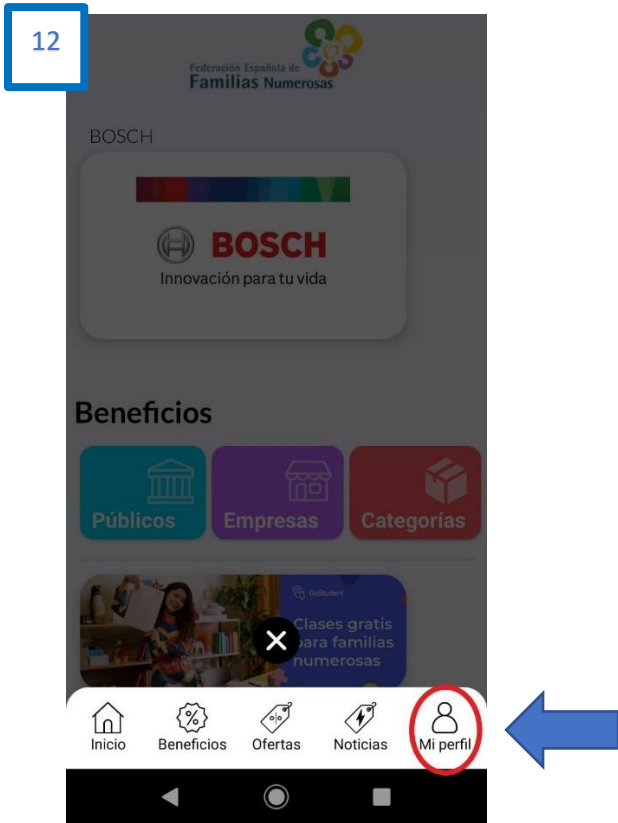 12
Federación Española de
Familias Numerosas
BOSCH
BOSCH
Innovación para tu vida
Beneficios
Públicos
Empresas
Categorías
GoStudent
Clases gratis
para familias
numerosas
Inicio
Beneficios
Ofertas
Noticias
Mi perfil